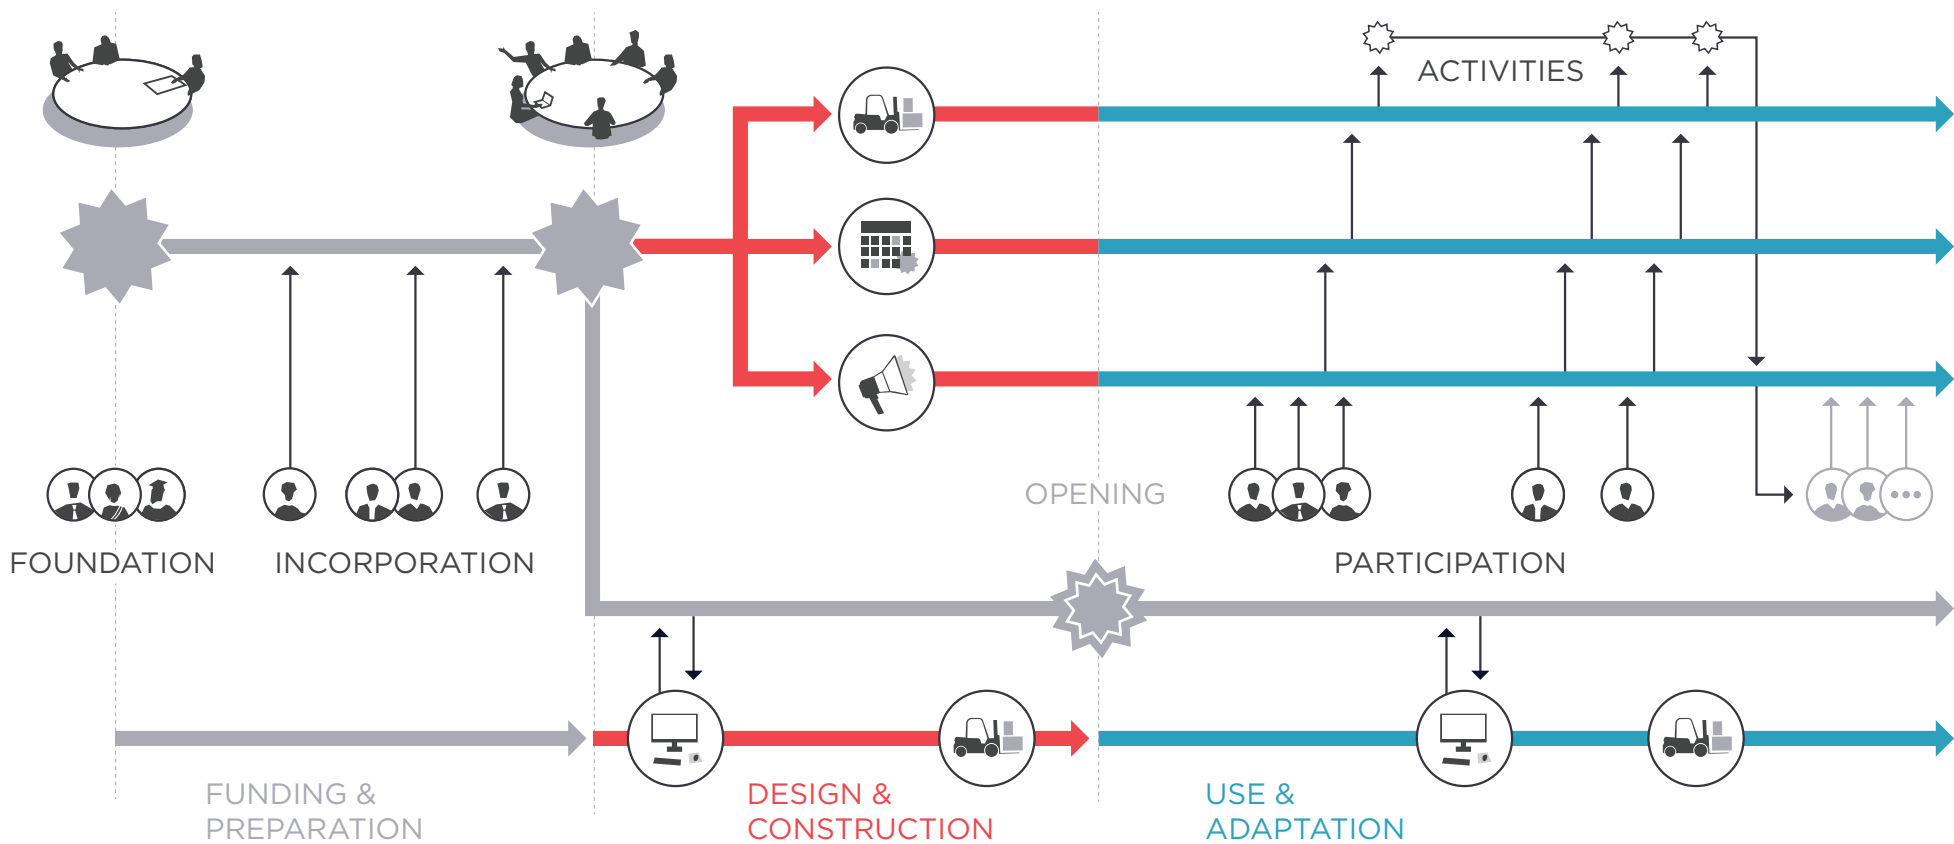 ACTIVITIES
OPENING
FOUNDATION
INCORPORATION
PARTICIPATION
FUNDING &
PREPARATION
DESIGN &
CONSTRUCTION
USE &
ADAPTATION